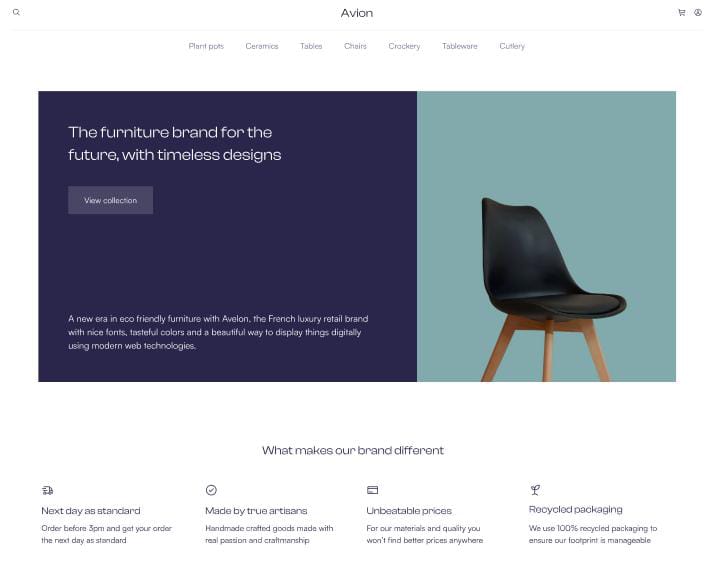 Avion
Plant pots Ceramics Tables Chairs Crockery Tableware Cutlery
The furniture brand for the
future, with timeless designs
View collection
A new era in eco friendly furniture with Avelon, the French luxury retail brand
with nice fonts, tasteful colors and a beautiful way to display things digitally
using modern web technologies.
What makes our brand different
Next day as standard
Order before 3pm and get your order
the next day as standard
Made by true artisans
Handmade crafted goods made with
real passion and craftmanship
Unbeatable prices
For our materials and quality you
won't find better prices anywhere
Recycled packaging
We use 100% recycled packaging to
ensure our footprint is manageable